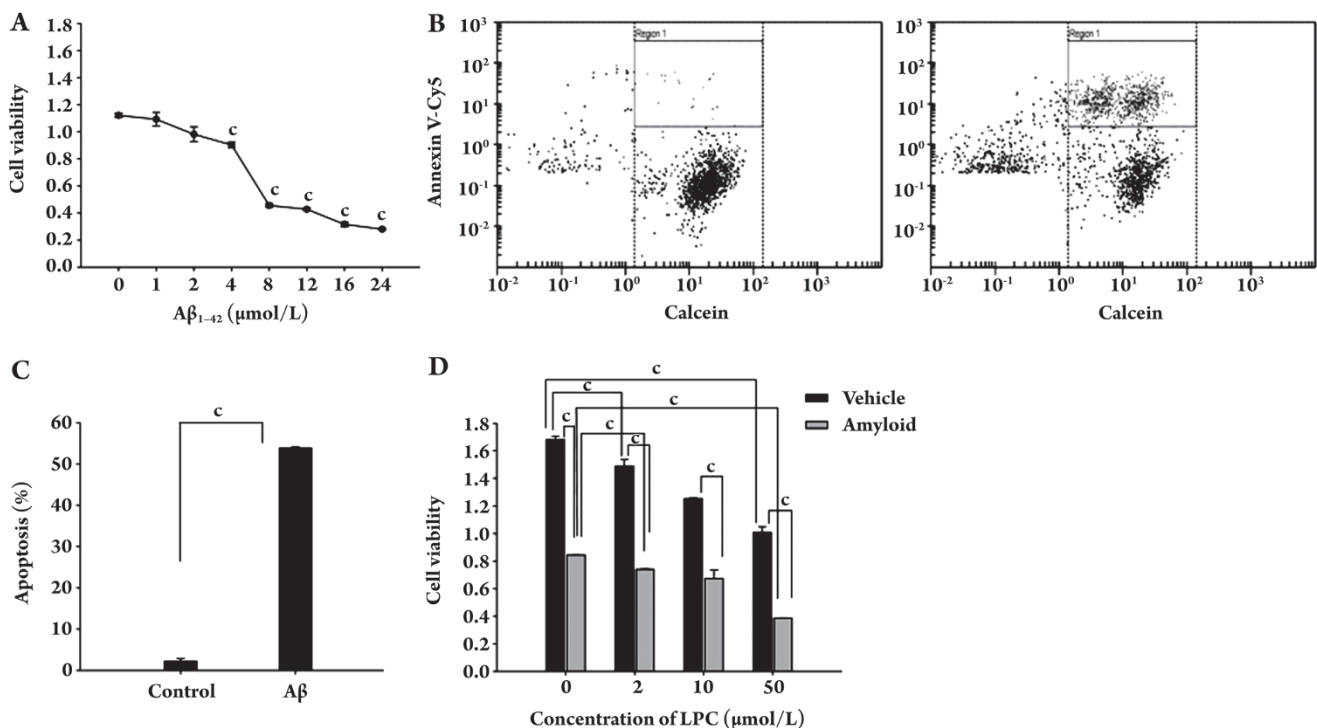 A
1.8
1.6
1.4
1.2
1.0
0.8
0.6
0.4
0.2
0.0
Cell viability
c
c
c
c
c
0 1 2 4 8 12 16 24
Aβ₁₋₄₂ (μmol/L)
B
10³
10²
10¹
10⁰
10⁻¹
10⁻²
Annexin V-Cy5
Region 1
10⁻² 10⁻¹ 10⁰ 10¹ 10² 10³
Calcein
10³
10²
10¹
10⁰
10⁻¹
10⁻²
Region 1
10⁻² 10⁻¹ 10⁰ 10¹ 10² 10³
Calcein
C
60
50
40
30
20
10
0
Apoptosis (%)
c
Control Aβ
D
1.8
1.6
1.4
1.2
1.0
0.8
0.6
0.4
0.2
0.0
Cell viability
c
c
c
c
c
c
c
c
Vehicle
Amyloid
0 2 10 50
Concentration of LPC (μmol/L)